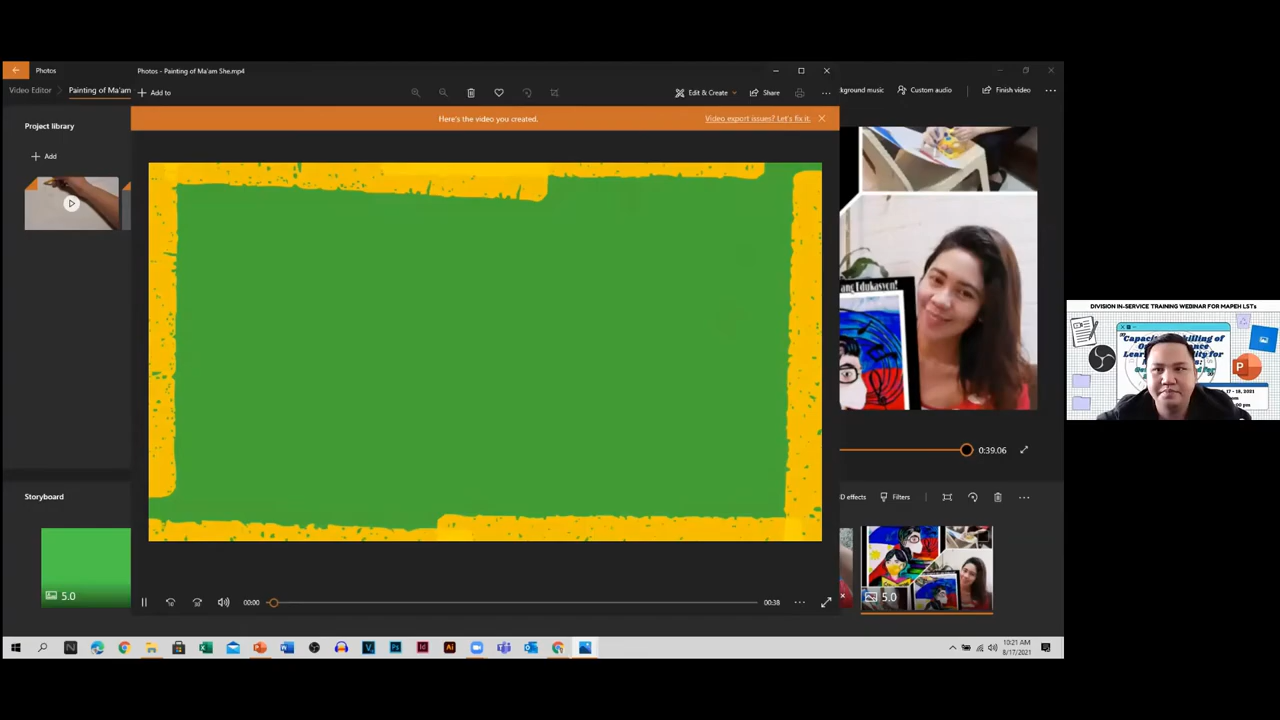 Photos
Video Editor
Painting of Ma'am
Photos - Painting of Ma'am She.mp4
Add to
Edit & Create
Share
kground music
Custom audio
Finish video
Here's the video you created.
Video export issues? Let's fix it.
Project library
Add
ang Edukasyon!
0:39.06
Storyboard
D effects
Filters
5.0
5.0
00:00
00:38
10:21 AM
8/17/2021
DIVISION IN-SERVICE TRAINING WEBINAR FOR MAPEH LSTs